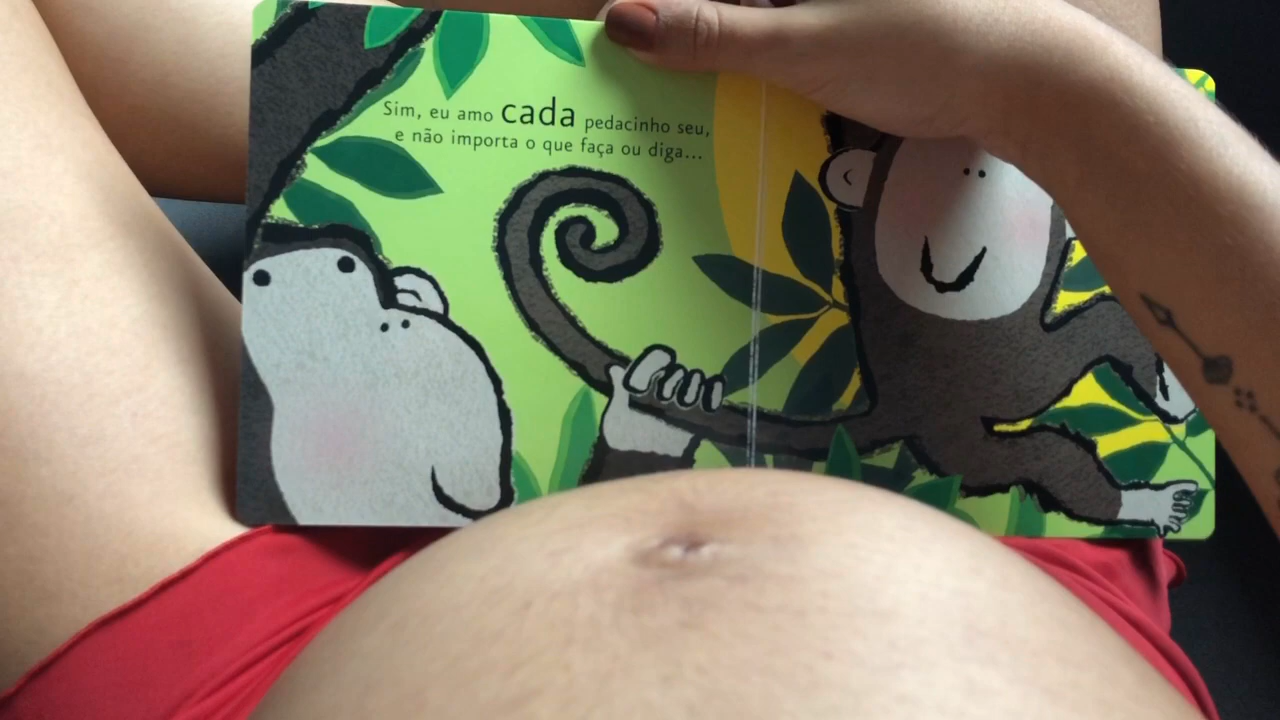 Sim, eu amo cada pedacinho seu,
e não importa o que faça ou diga...